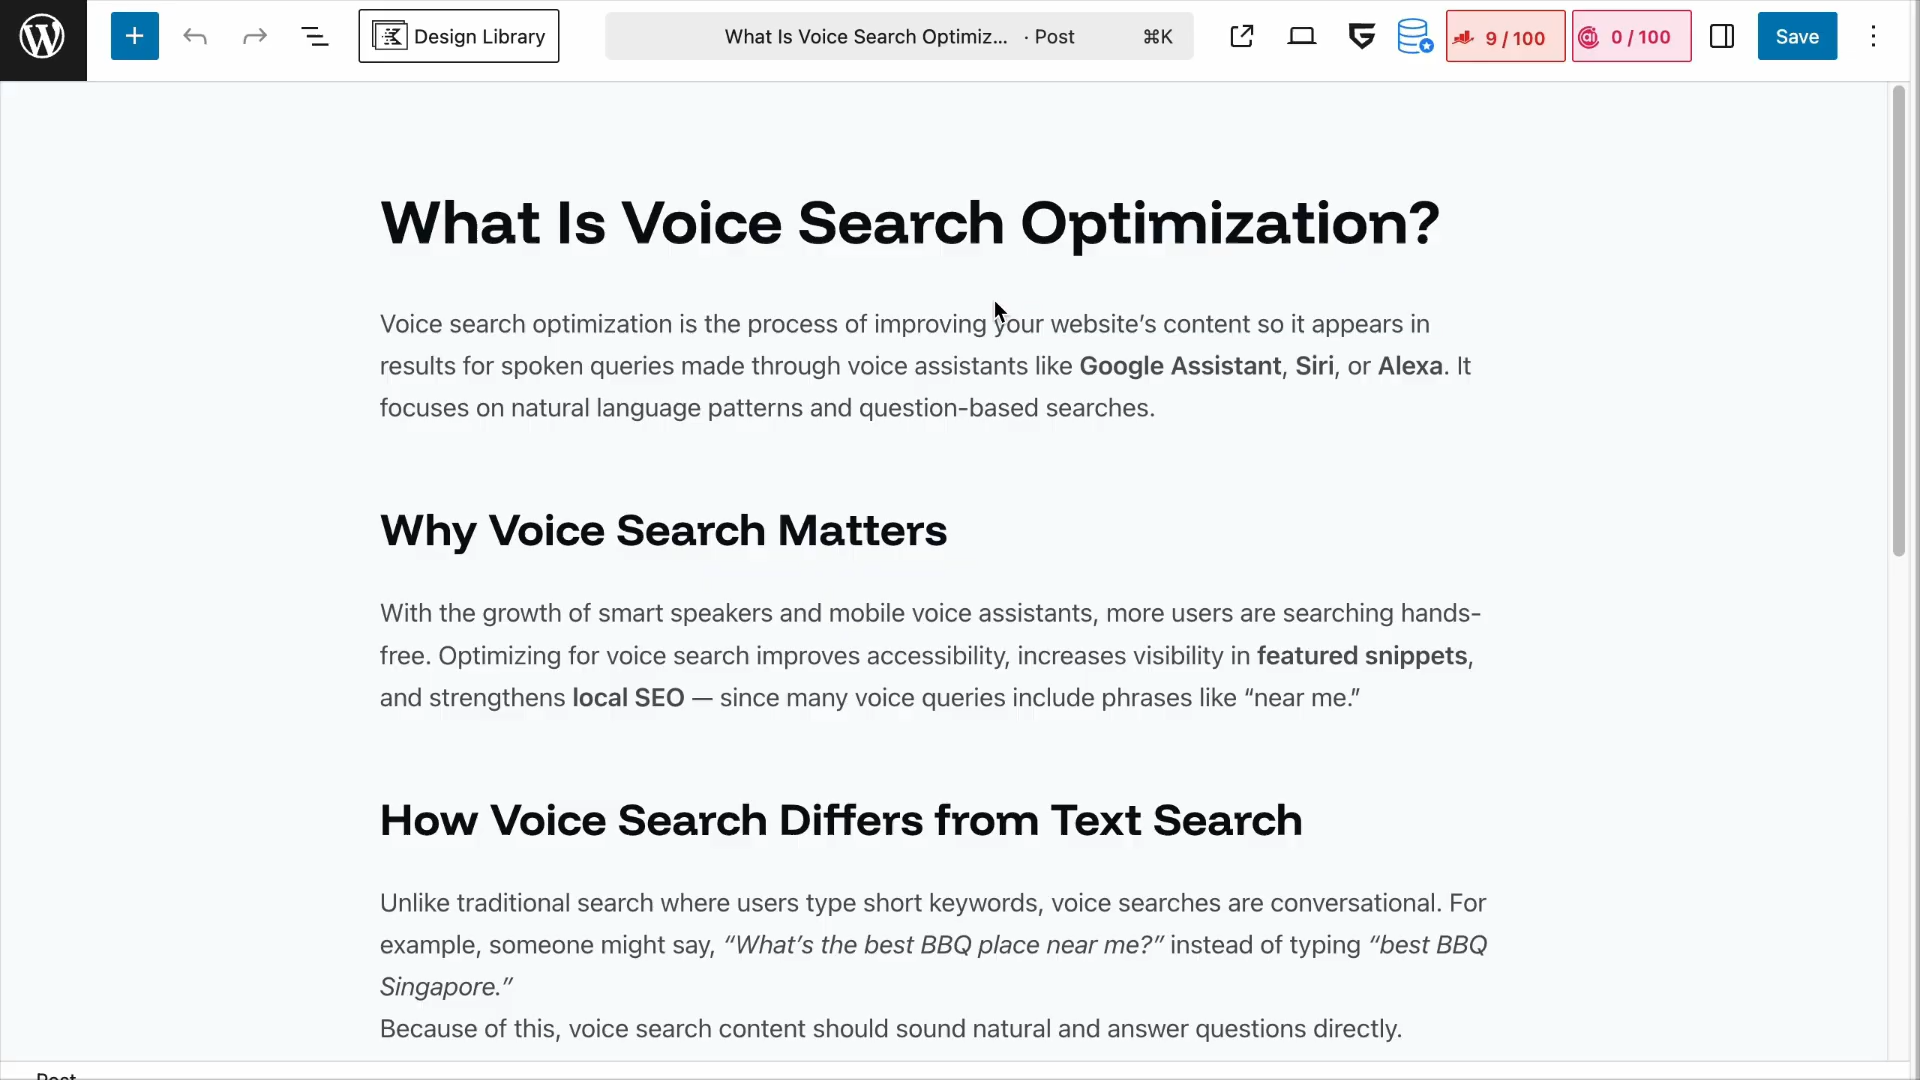 Design Library
What Is Voice Search Optimiz... · Post ⌘K
9 / 100
0 / 100
Save
What Is Voice Search Optimization?
Voice search optimization is the process of improving your website’s content so it appears in
results for spoken queries made through voice assistants like Google Assistant, Siri, or Alexa. It
focuses on natural language patterns and question-based searches.
Why Voice Search Matters
With the growth of smart speakers and mobile voice assistants, more users are searching hands-
free. Optimizing for voice search improves accessibility, increases visibility in featured snippets,
and strengthens local SEO — since many voice queries include phrases like “near me.”
How Voice Search Differs from Text Search
Unlike traditional search where users type short keywords, voice searches are conversational. For
example, someone might say, “What’s the best BBQ place near me?” instead of typing “best BBQ
Singapore.”
Because of this, voice search content should sound natural and answer questions directly.
Post